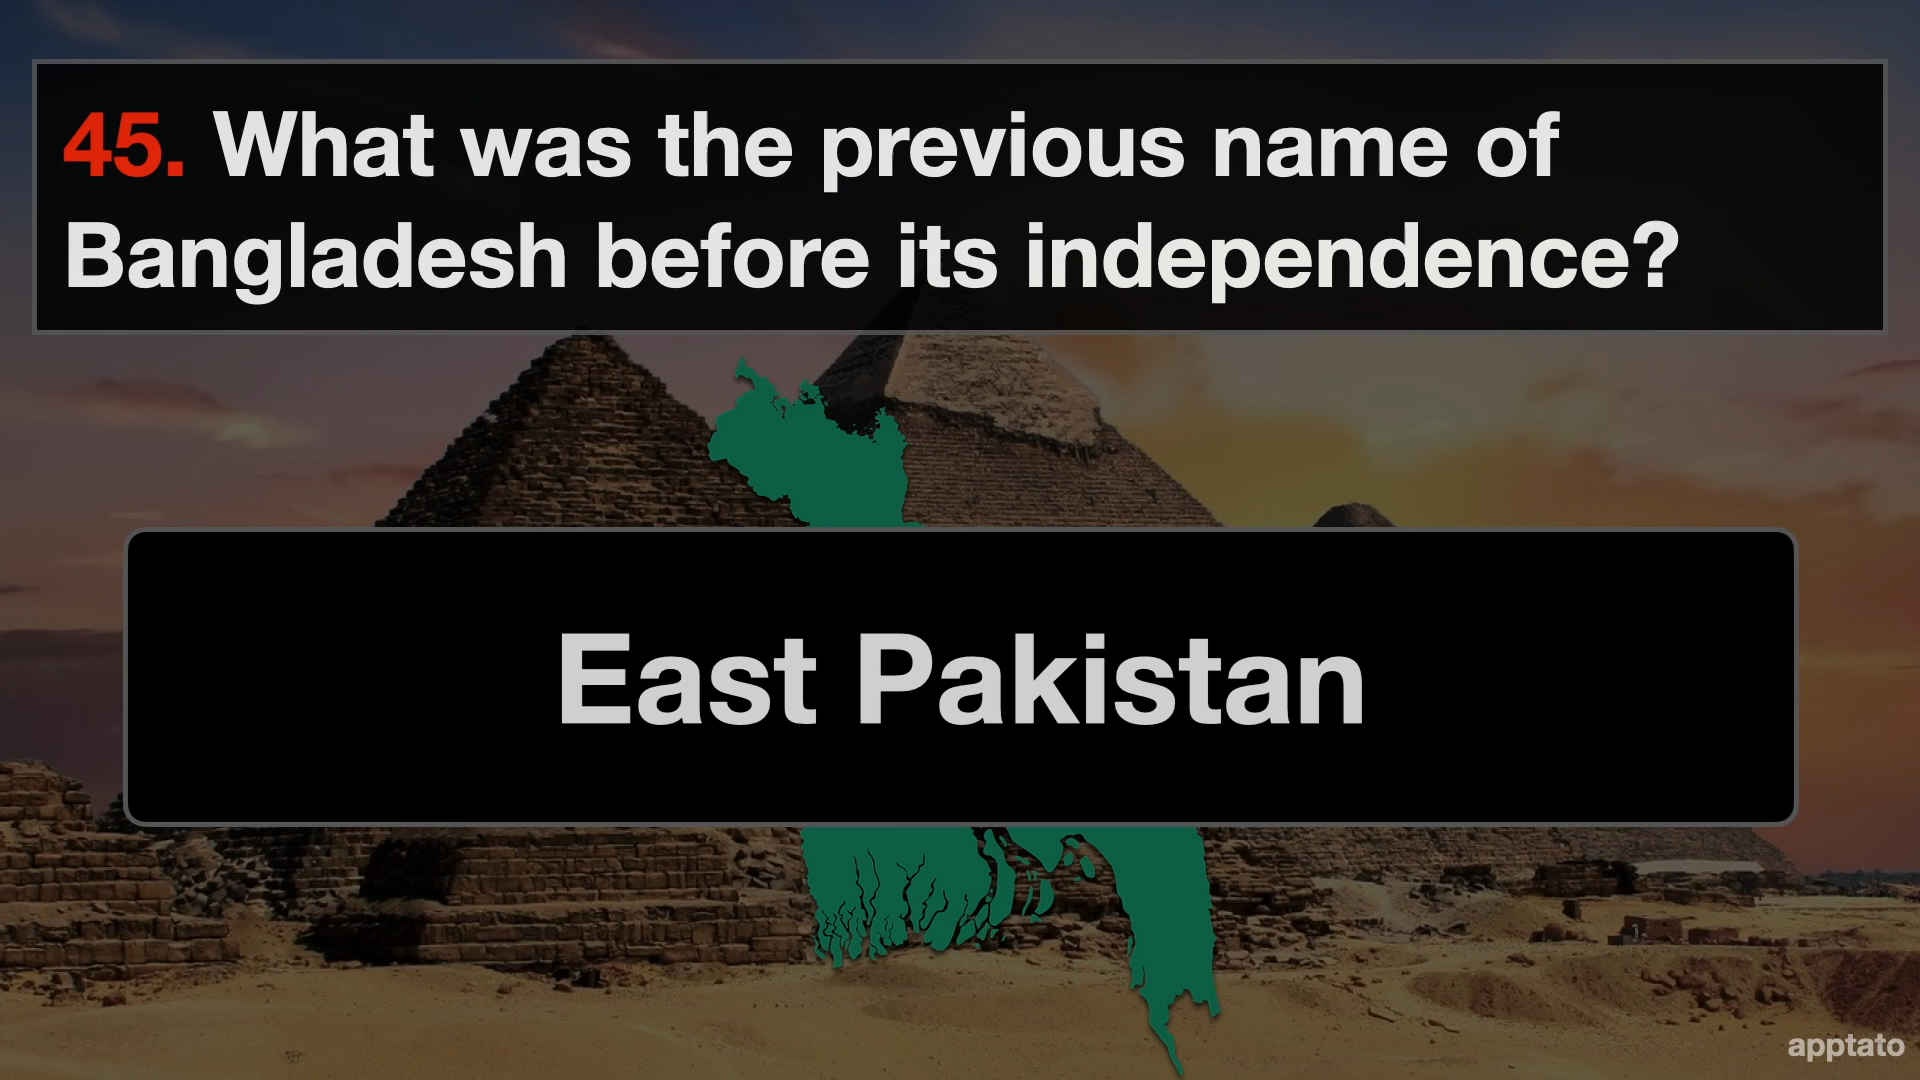 45. What was the previous name of
Bangladesh before its independence?
East Pakistan
apptato